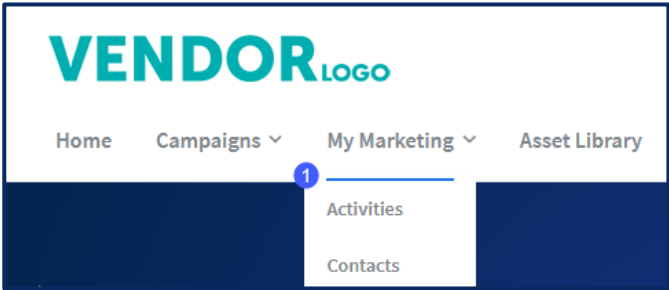 VENDOR LOGO
Home Campaigns My Marketing Asset Library
1
Activities
Contacts